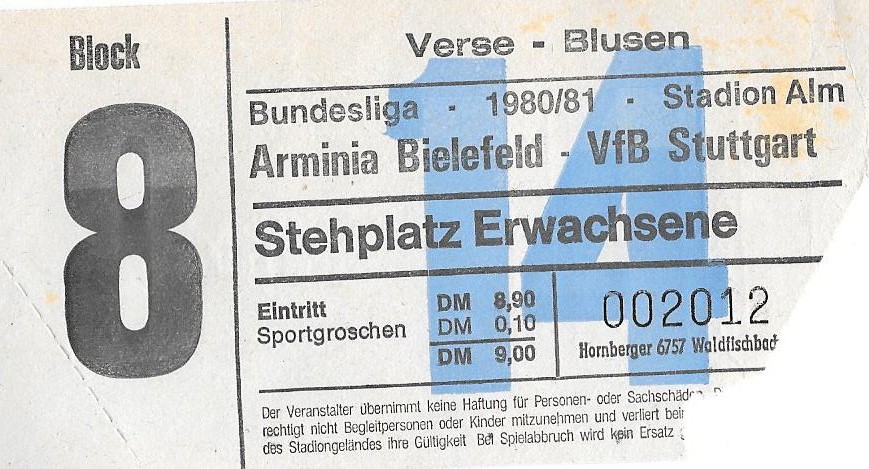 Block
8
14
Verse - Blusen
Bundesliga - 1980/81 - Stadion Alm
Arminia Bielefeld - VfB Stuttgart
Stehplatz Erwachsene
Eintritt DM 8,90
Sportgroschen DM 0,10
DM 9,00
002012
Hornberger 6757 Waldfischbach
Der Veranstalter übernimmt keine Haftung für Personen- oder Sachschäden
rechtigt nicht Begleitpersonen oder Kinder mitzunehmen und verliert bei
des Stadiongeländes ihre Gültigkeit Bei Spielabbruch wird kein Ersatz